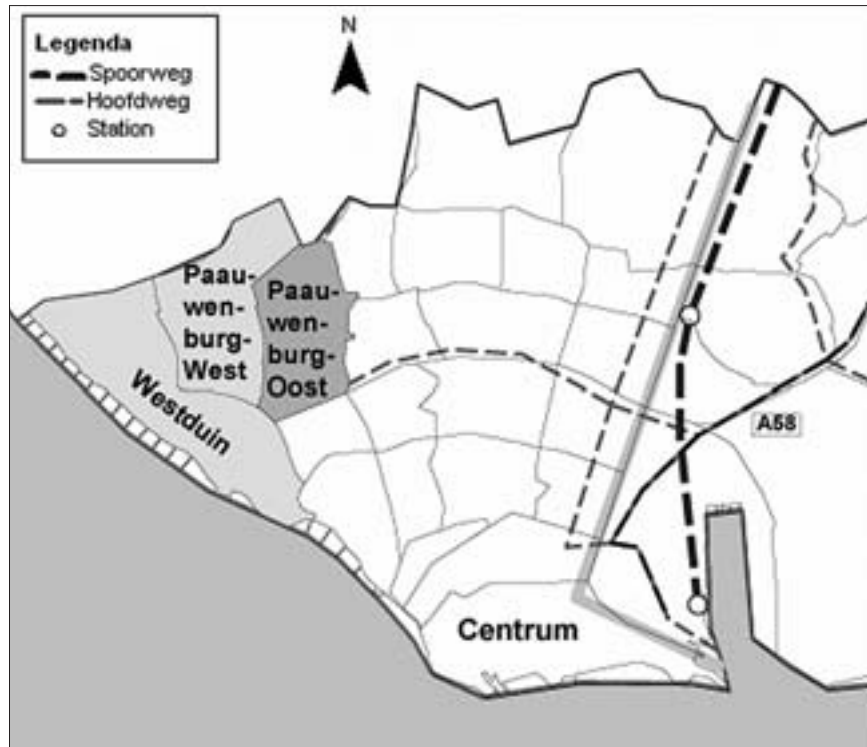 Legenda
Spoorweg
Hoofdweg
Station
N
Paau-
wen-
burg-
West
Paau-
wen-
burg-
Oost
Westduin
A58
Centrum